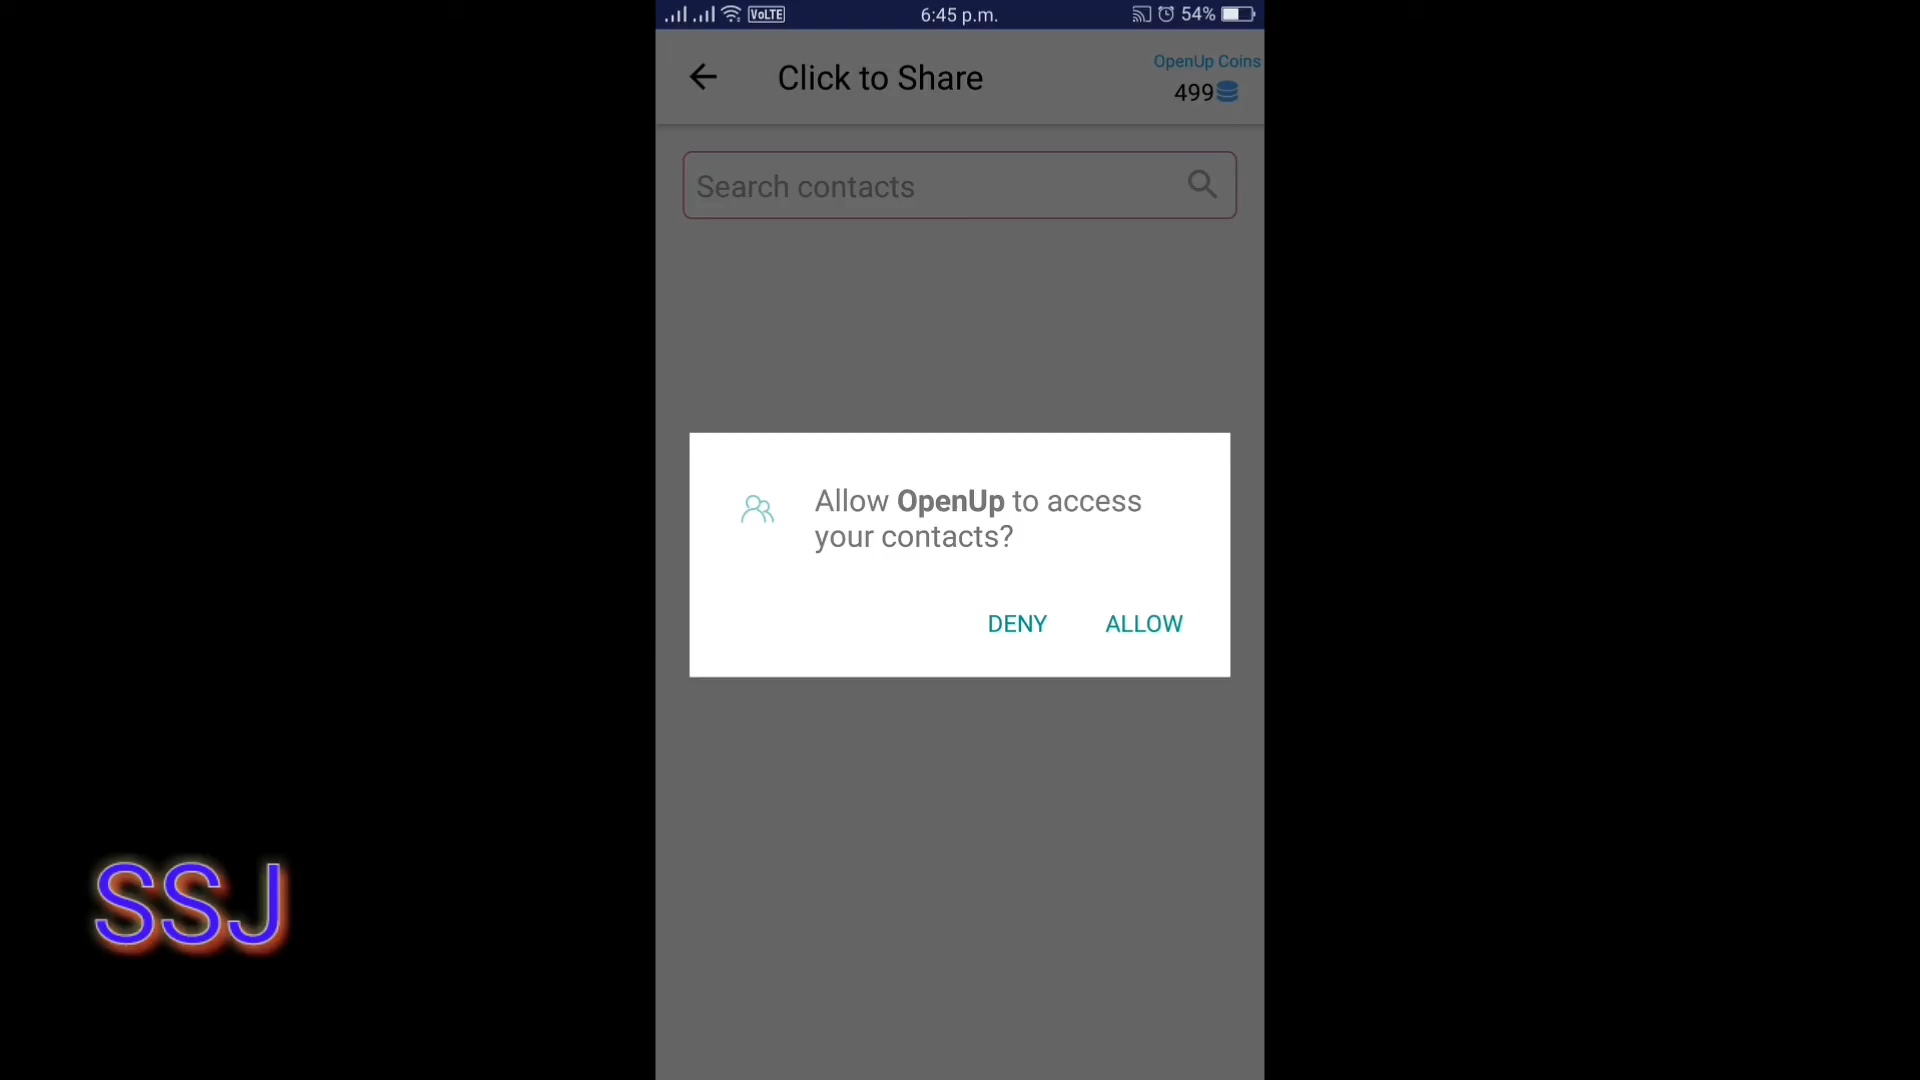 VoLTE 6:45 p.m. 54%
OpenUp Coins
Click to Share
499
Search contacts
Allow OpenUp to access
your contacts?
DENY ALLOW
SSJ